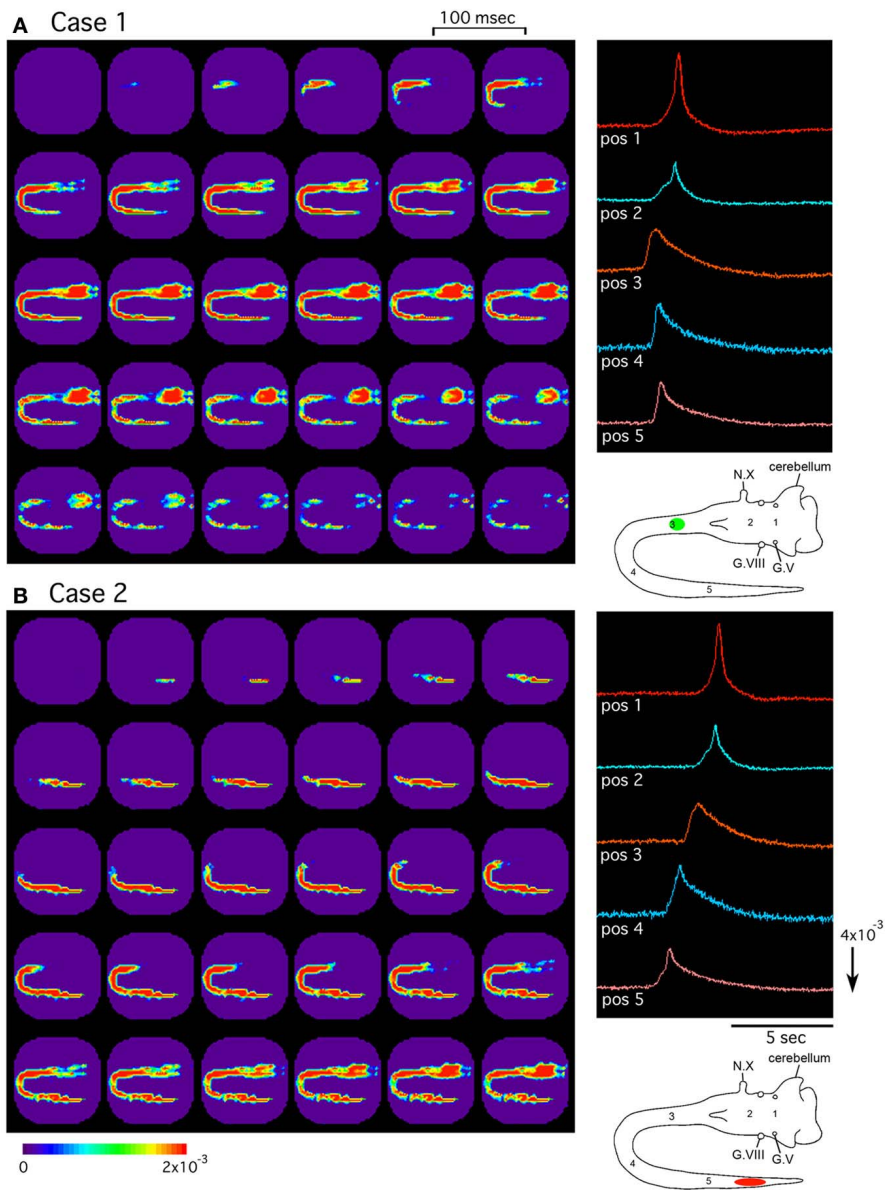 A Case 1
100 msec
pos 1
pos 2
pos 3
pos 4
pos 5
N.X
cerebellum
3
2
1
4
G.VIII
G.V
5
B Case 2
pos 1
pos 2
pos 3
pos 4
pos 5
4x10-3
5 sec
N.X
cerebellum
3
2
1
4
G.VIII
G.V
5
0
2x10-3